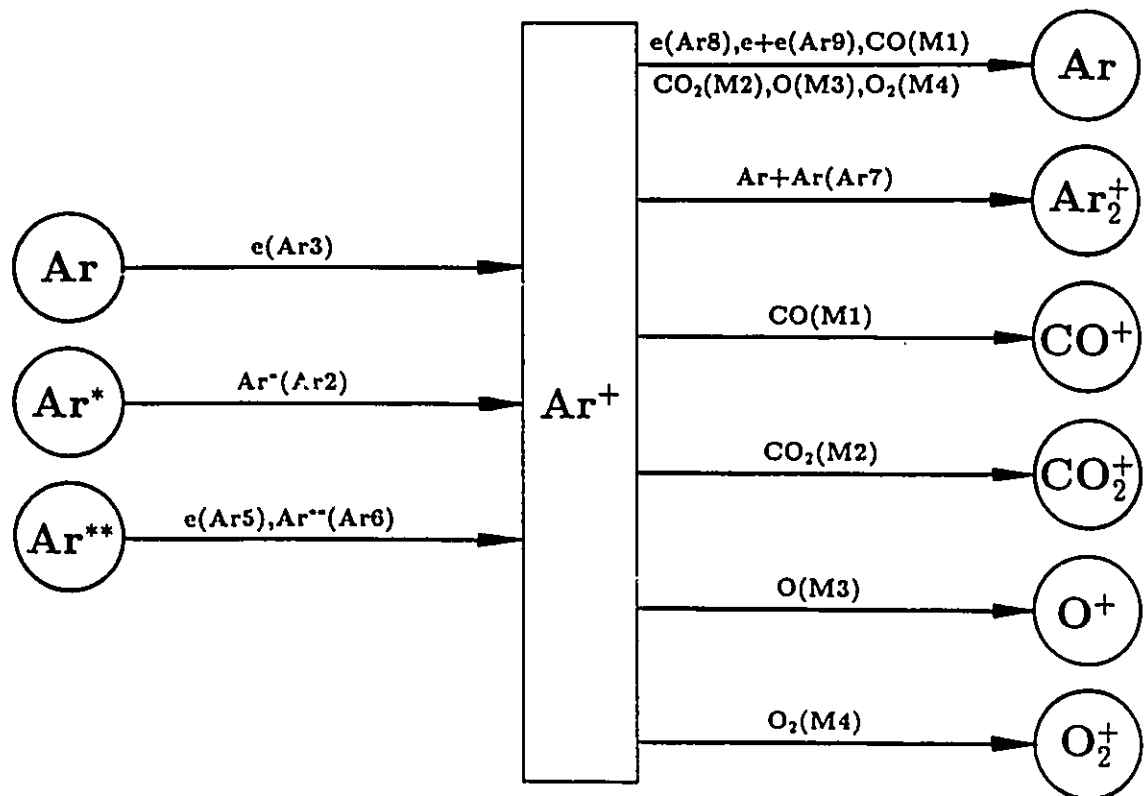 e(Ar8),e+e(Ar9),CO(M1)
CO₂(M2),O(M3),O₂(M4)
Ar
Ar+Ar(Ar7)
Ar₂⁺
Ar
e(Ar3)
CO(M1)
CO⁺
Ar*
Ar*(Ar2)
Ar⁺
CO₂(M2)
CO₂⁺
Ar**
e(Ar5),Ar**(Ar6)
O(M3)
O⁺
O₂(M4)
O₂⁺